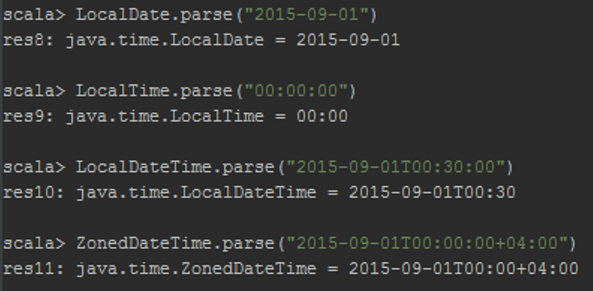 scala> LocalDate.parse("2015-09-01")
res8: java.time.LocalDate = 2015-09-01
scala> LocalTime.parse("00:00:00")
res9: java.time.LocalTime = 00:00
scala> LocalDateTime.parse("2015-09-01T00:30:00")
res10: java.time.LocalDateTime = 2015-09-01T00:30
scala> ZonedDateTime.parse("2015-09-01T00:00:00+04:00")
res11: java.time.ZonedDateTime = 2015-09-01T00:00+04:00